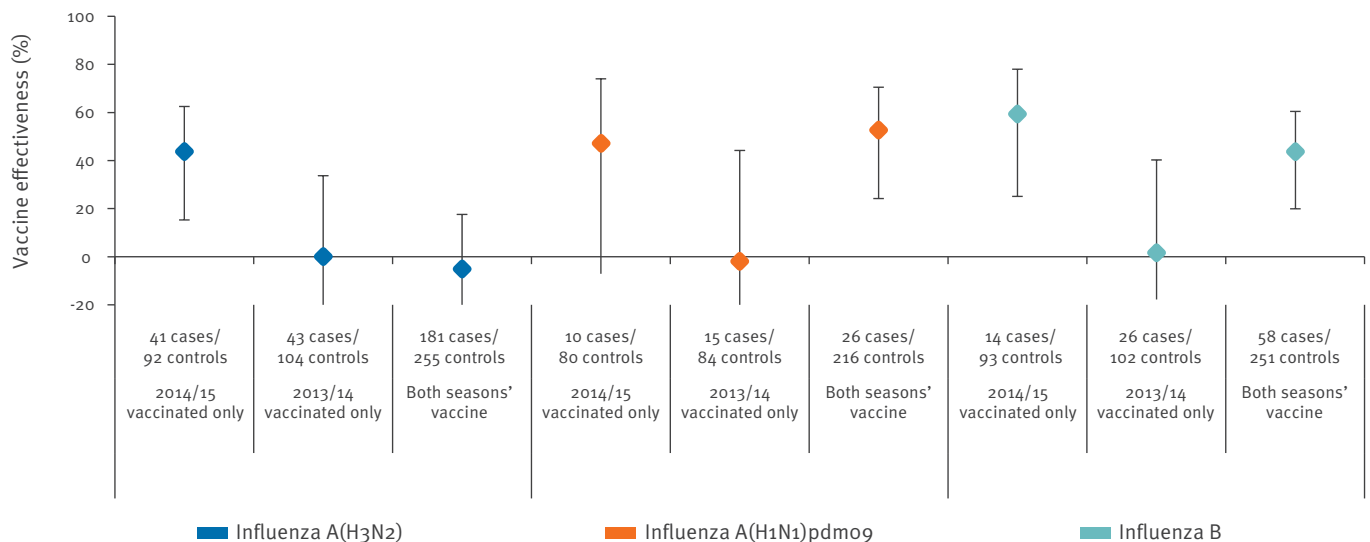 Vaccine effectiveness (%)
100
80
60
40
20
0
-20
41 cases/
92 controls
2014/15
vaccinated only
43 cases/
104 controls
2013/14
vaccinated only
181 cases/
255 controls
Both seasons'
vaccine
10 cases/
80 controls
2014/15
vaccinated only
15 cases/
84 controls
2013/14
vaccinated only
26 cases/
216 controls
Both seasons'
vaccine
14 cases/
93 controls
2014/15
vaccinated only
26 cases/
102 controls
2013/14
vaccinated only
58 cases/
251 controls
Both seasons'
vaccine
Influenza A(H3N2)
Influenza A(H1N1)pdm09
Influenza B